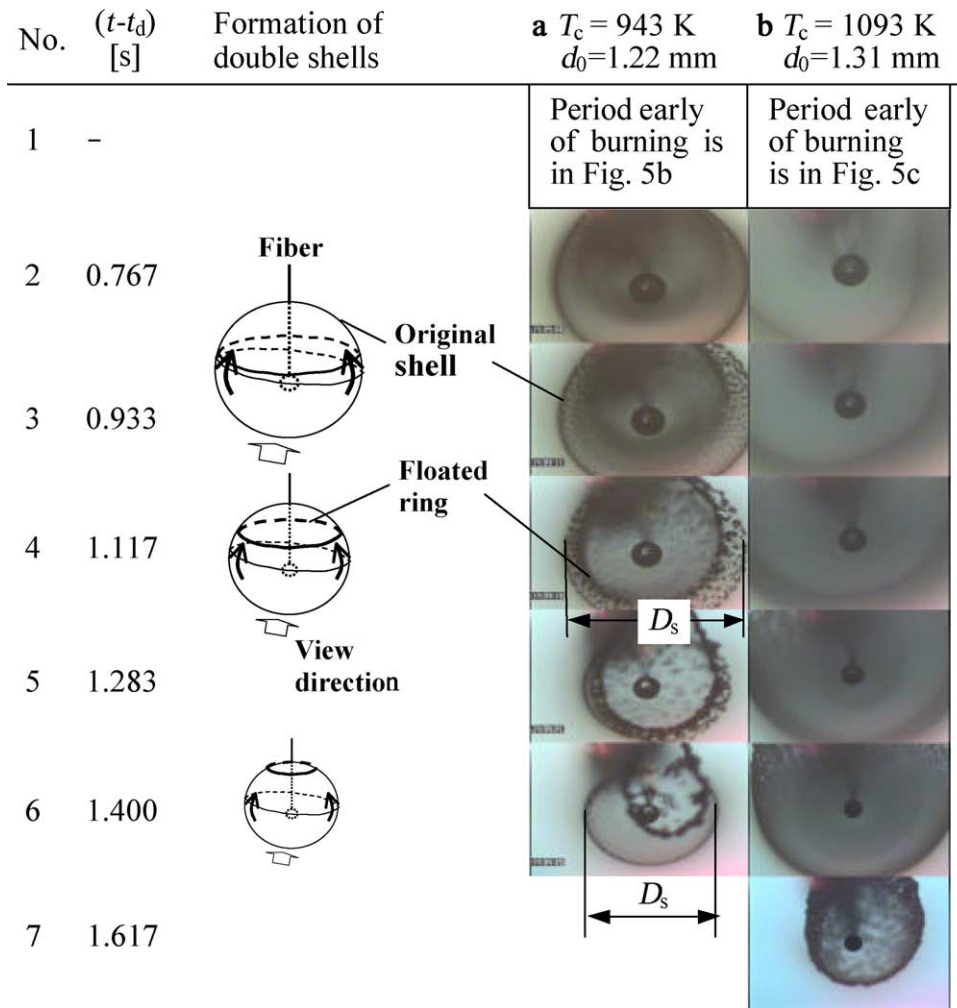 No. (t-td) [s] Formation of double shells a Tc = 943 K d0=1.22 mm b Tc = 1093 K d0=1.31 mm
1 – Period early of burning is in Fig. 5b Period early of burning is in Fig. 5c
2 0.767
Fiber
Original shell
3 0.933
Floated ring
4 1.117
Ds
View direction
5 1.283
6 1.400
Ds
7 1.617